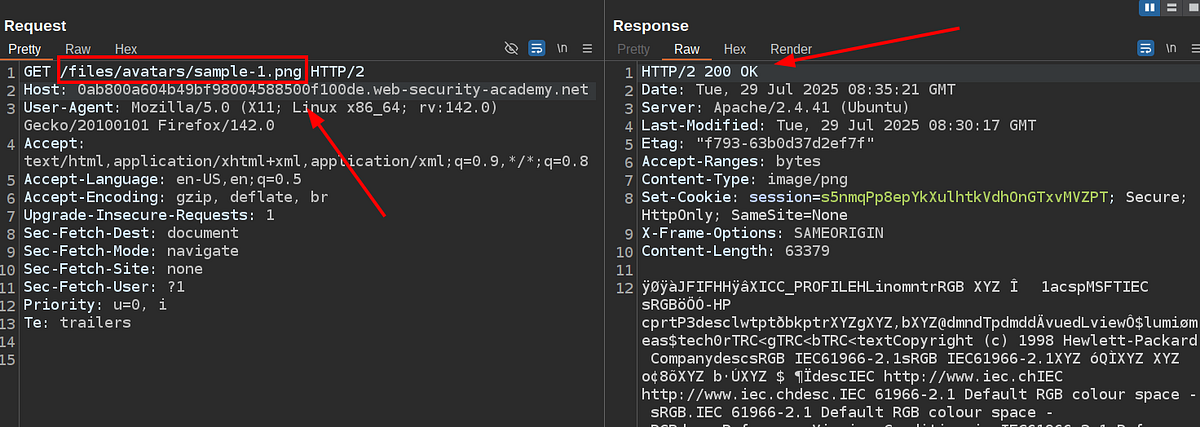 Request
Pretty Raw Hex \n
1 GET /files/avatars/sample-1.png HTTP/2
2 Host: 0ab800a604b49bf98004588500f100de.web-security-academy.net
3 User-Agent: Mozilla/5.0 (X11; Linux x86_64; rv:142.0)
Gecko/20100101 Firefox/142.0
4 Accept:
text/html,application/xhtml+xml,application/xml;q=0.9,*/*;q=0.8
5 Accept-Language: en-US,en;q=0.5
6 Accept-Encoding: gzip, deflate, br
7 Upgrade-Insecure-Requests: 1
8 Sec-Fetch-Dest: document
9 Sec-Fetch-Mode: navigate
10 Sec-Fetch-Site: none
11 Sec-Fetch-User: ?1
12 Priority: u=0, i
13 Te: trailers
14
15
Response
Pretty Raw Hex Render \n
1 HTTP/2 200 OK
2 Date: Tue, 29 Jul 2025 08:35:21 GMT
3 Server: Apache/2.4.41 (Ubuntu)
4 Last-Modified: Tue, 29 Jul 2025 08:30:17 GMT
5 Etag: "f793-63b0d37d2ef7f"
6 Accept-Ranges: bytes
7 Content-Type: image/png
8 Set-Cookie: session=s5nmqPp8epYkXulhtkVdhOnGTxvMVZPT; Secure;
HttpOnly; SameSite=None
9 X-Frame-Options: SAMEORIGIN
10 Content-Length: 63379
11
12 ÿØÿàJFIFHHÿâXICC_PROFILEHLinomntrRGB XYZ Î 1acspMSFTIEC
sRGBöÖÓ-HP
cprtP3desclwtptðbkptrXYZgXYZ,bXYZ@dmndTpdmddÄvuedLviewÔ$lumiøm
eas$tech0rTRC<gTRC<bTRC<textCopyright (c) 1998 Hewlett-Packard
CompanydescsRGB IEC61966-2.1sRGB IEC61966-2.1XYZ óQÌXYZ XYZ
o¢8õXYZ b·ÚXYZ $ ¶ÏdescIEC http://www.iec.chIEC
http://www.iec.chdesc.IEC 61966-2.1 Default RGB colour space -
sRGB.IEC 61966-2.1 Default RGB colour space -